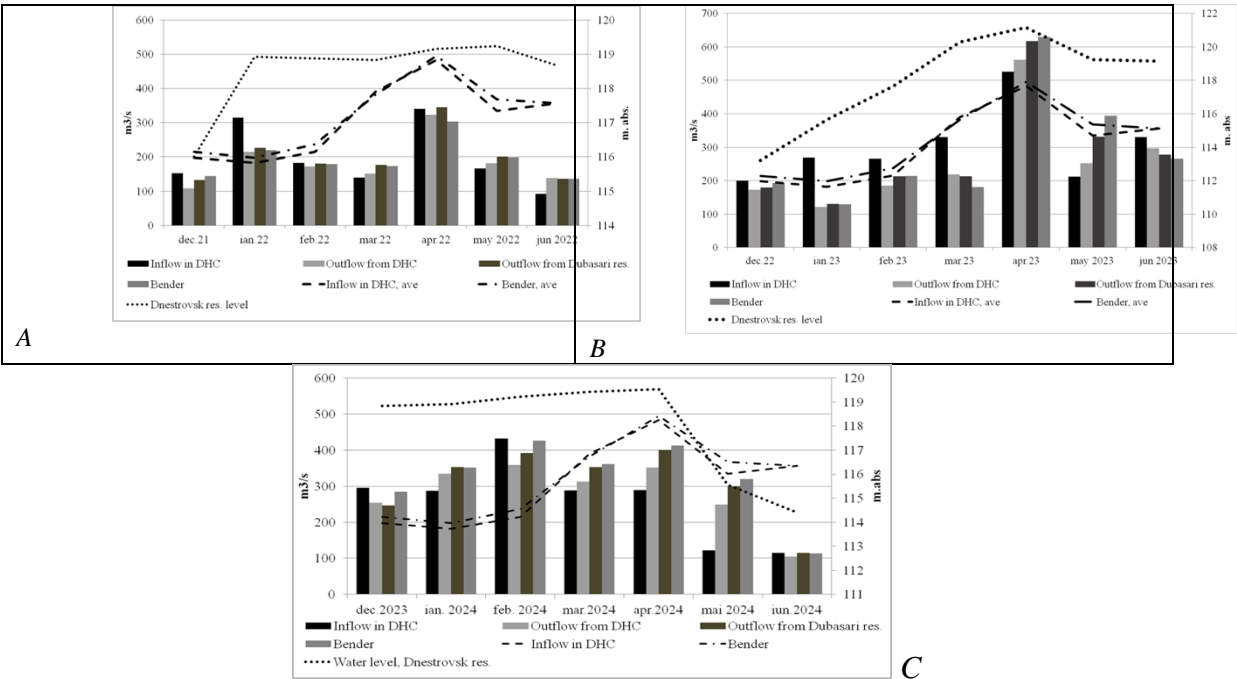 600
500
400
300
200
100
0
m3/s
120
119
118
117
116
115
114
m. abs.
dec.21 ian.22 feb.22 mar.22 apr.22 may 2022 jun 2022
Inflow in DHC Outflow from DHC Outflow from Dubasari res.
Bender Inflow in DHC, ave Bender, ave
Dnestrovsk res. level
A
700
600
500
400
300
200
100
0
m3/s
122
120
118
116
114
112
110
108
m. abs.
dec.22 ian.23 feb.23 mar.23 apr.23 may 2023 jun 2023
Inflow in DHC Outflow from DHC Outflow from Dubasari res.
Bender Inflow in DHC, ave Bender, ave
Dnestrovsk res. level
B
600
500
400
300
200
100
0
m3/s
120
119
118
117
116
115
114
113
112
111
m.abs
dec.2023 ian. 2024 feb. 2024 mar.2024 apr.2024 mai 2024 iun.2024
Inflow in DHC Outflow from DHC Outflow from Dubasari res.
Bender Inflow in DHC Bender
Water level, Dnestrovsk res.
C